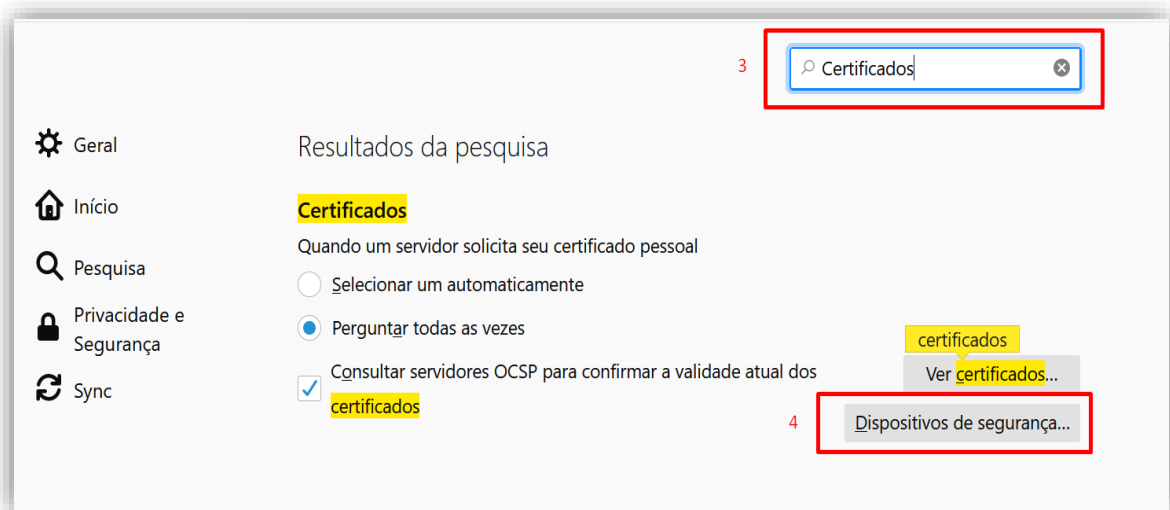 3
Certificados
Geral
Início
Pesquisa
Privacidade e
Segurança
Sync
Resultados da pesquisa
Certificados
Quando um servidor solicita seu certificado pessoal
Selecionar um automaticamente
Perguntar todas as vezes
Consultar servidores OCSP para confirmar a validade atual dos
certificados
certificados
Ver certificados...
4
Dispositivos de segurança...